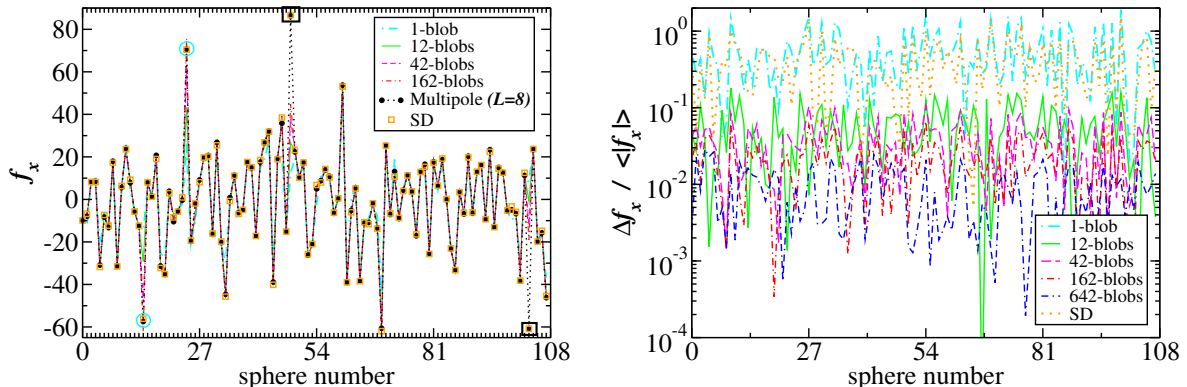 80
60
40
20
0
-20
-40
-60
f_x
0 27 54 81 108
sphere number
1-blob
12-blobs
42-blobs
162-blobs
Multipole (L=8)
SD
10^0
10^-1
10^-2
10^-3
10^-4
Δf_x / <|f_x|>
0 27 54 81 108
sphere number
1-blob
12-blobs
42-blobs
162-blobs
642-blobs
SD